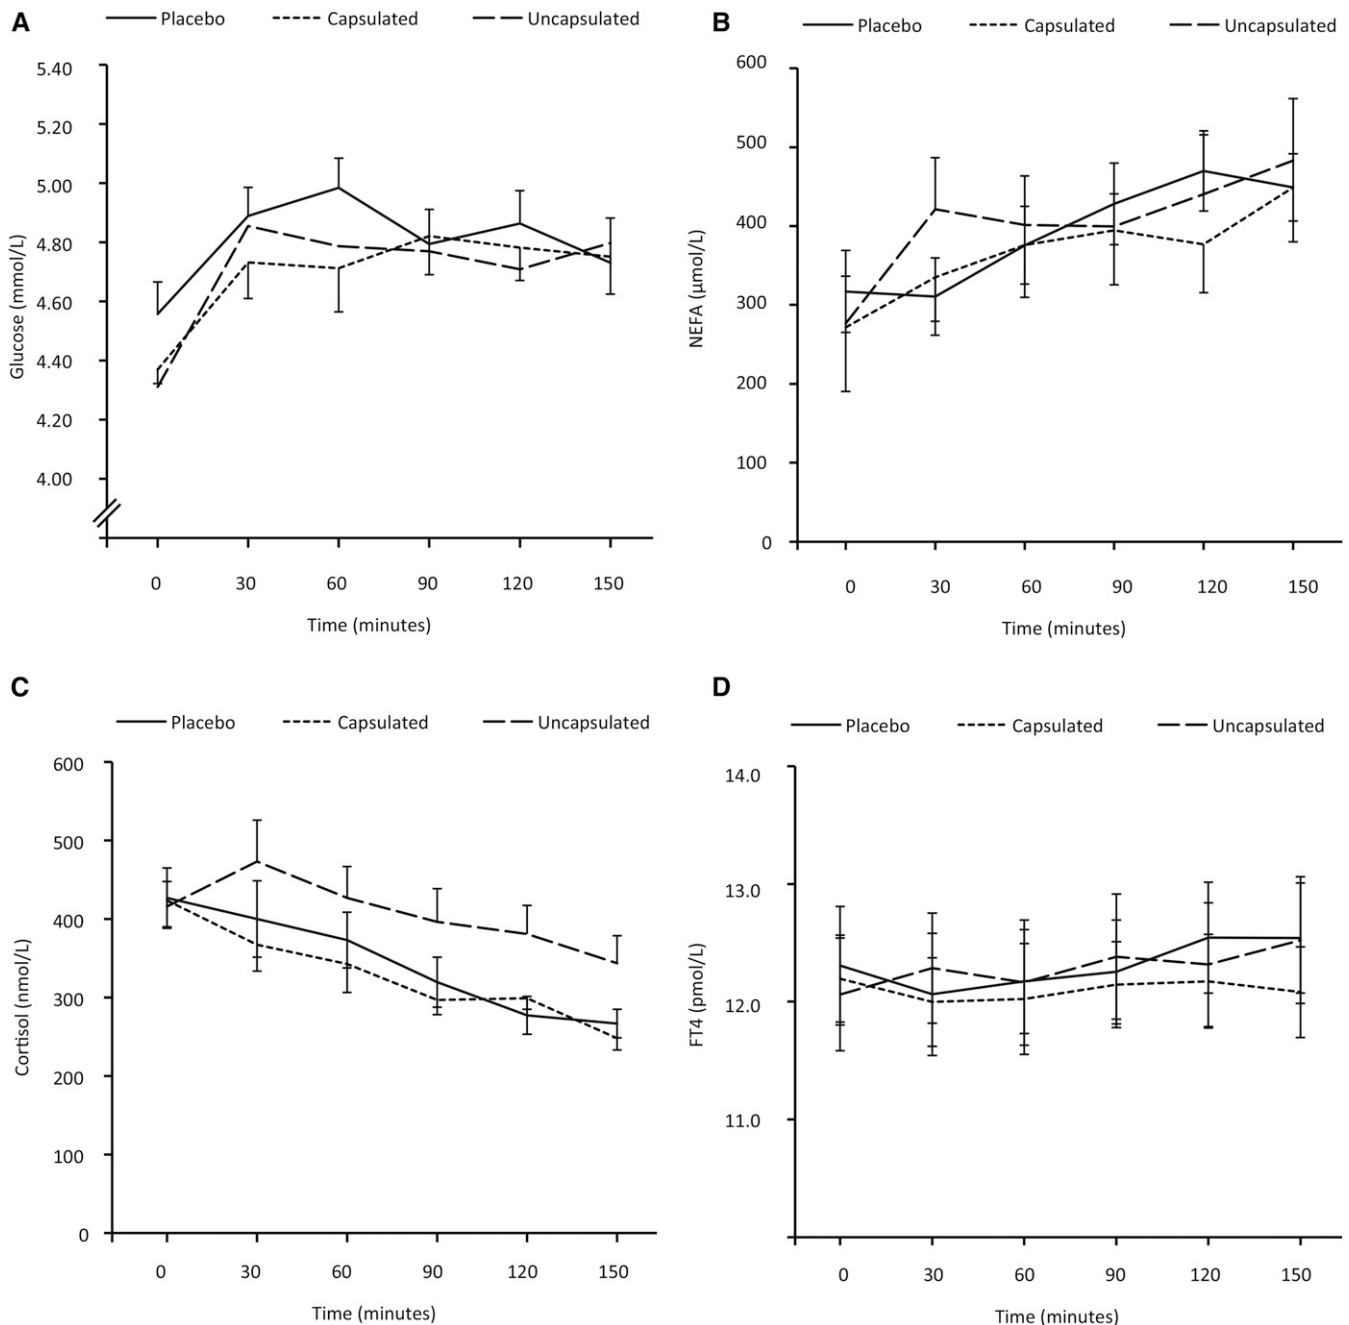 A
Placebo Capsulated Uncapsulated
5.40
5.20
5.00
4.80
4.60
4.40
4.20
4.00
Glucose (mmol/L)
0 30 60 90 120 150
Time (minutes)
B
Placebo Capsulated Uncapsulated
600
500
400
300
200
100
0
NEFA (µmol/L)
0 30 60 90 120 150
Time (minutes)
C
Placebo Capsulated Uncapsulated
600
500
400
300
200
100
0
Cortisol (nmol/L)
0 30 60 90 120 150
Time (minutes)
D
Placebo Capsulated Uncapsulated
14.0
13.0
12.0
11.0
FT4 (pmol/L)
0 30 60 90 120 150
Time (minutes)